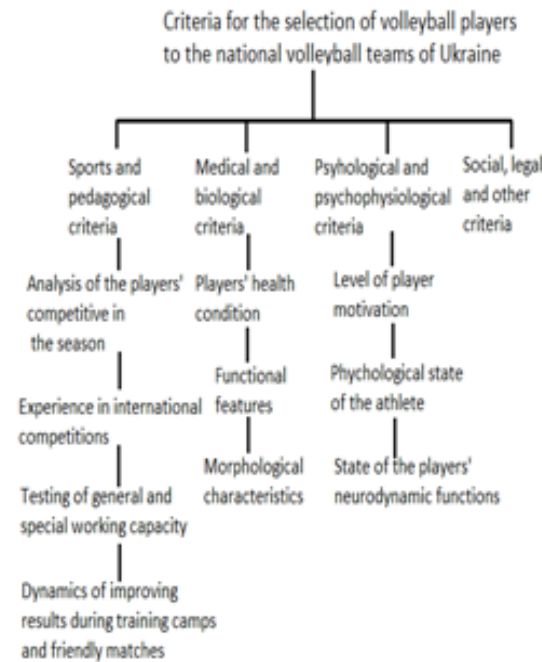 Criteria for the selection of volleyball players
to the national volleyball teams of Ukraine
Sports and
pedagogical
criteria
Analysis of the players'
competitive in
the season
Experience in international
competitions
Testing of general and
special working capacity
Dynamics of improving
results during training camps
and friendly matches
Medical and
biological
criteria
Players' health
condition
Functional
features
Morphological
characteristics
Psyhological and
psychophysiological
criteria
Level of player
motivation
Phychological state
of the athlete
State of the players'
neurodynamic functions
Social, legal
and other
criteria